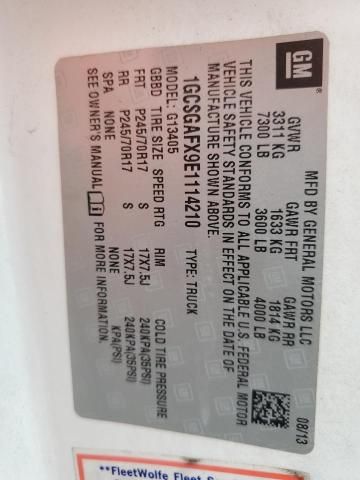 GM
MFD BY GENERAL MOTORS LLC
08/13
GVWR GAWR FRT GAWR RR
3311 KG 1633 KG 1814 KG
7300 LB 3600 LB 4000 LB
THIS VEHICLE CONFORMS TO ALL APPLICABLE U.S. FEDERAL MOTOR
VEHICLE SAFETY STANDARDS IN EFFECT ON THE DATE OF
MANUFACTURE SHOWN ABOVE.
1GCSGAFX9E1114210 TYPE: TRUCK
MODEL: G13405
GBBD TIRE SIZE SPEED RTG RIM COLD TIRE PRESSURE
FRT P245/70R17 S 17X7.5J 240KPA(35PSI)
RR P245/70R17 S 17X7.5J 240KPA(35PSI)
SPA NONE NONE KPA(PSI)
SEE OWNER'S MANUAL
**FleetWolfe Fleet